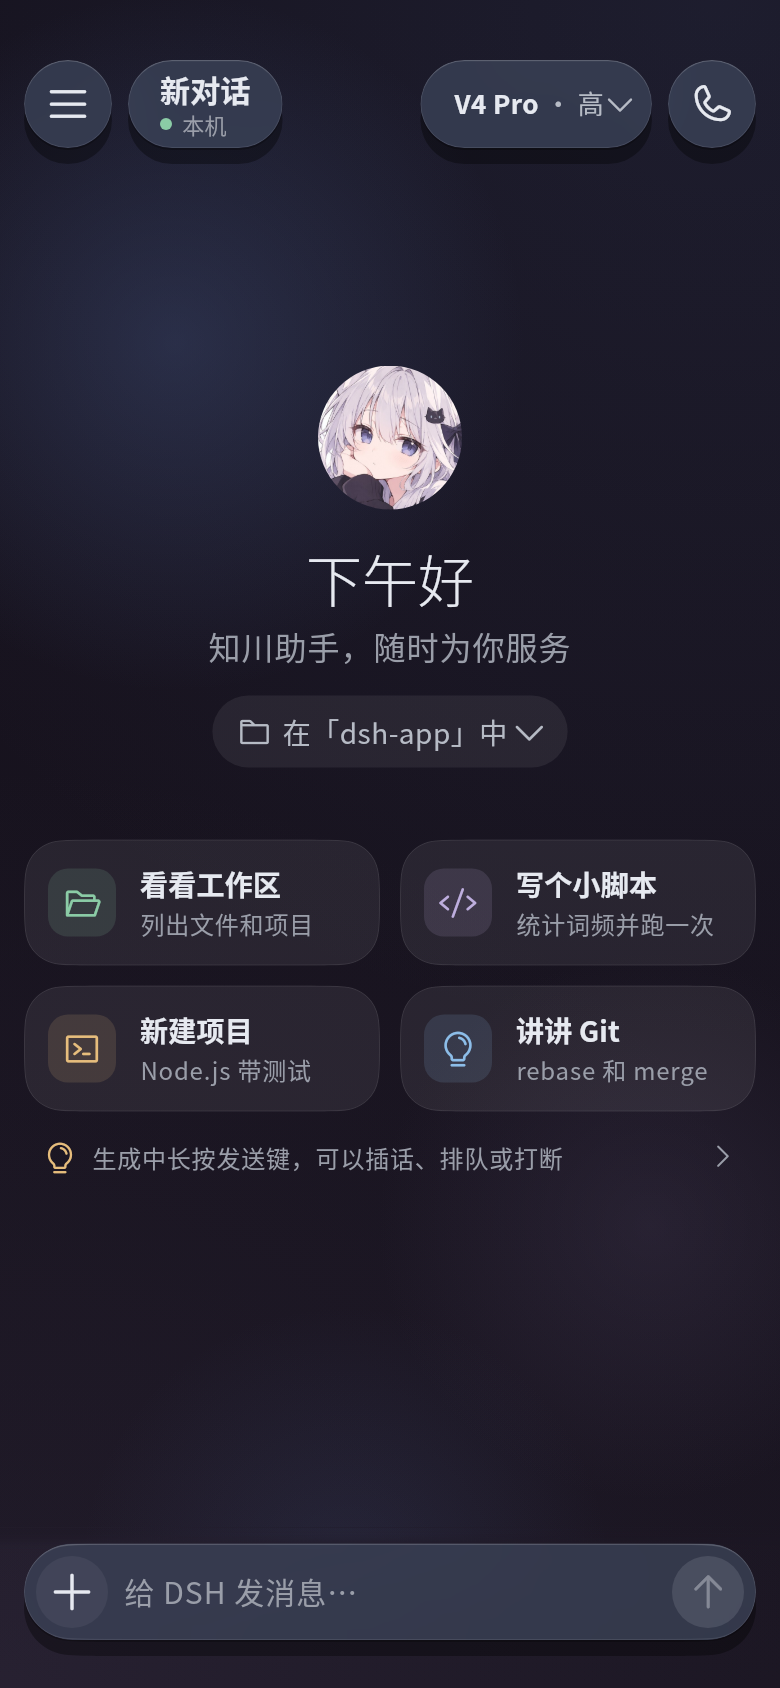 新对话
本机
V4 Pro · 高
下午好
知川助手，随时为你服务
在「dsh-app」中
看看工作区
列出文件和项目
写个小脚本
统计词频并跑一次
新建项目
Node.js 带测试
讲讲 Git
rebase 和 merge
生成中长按发送键，可以插话、排队或打断
给 DSH 发消息…